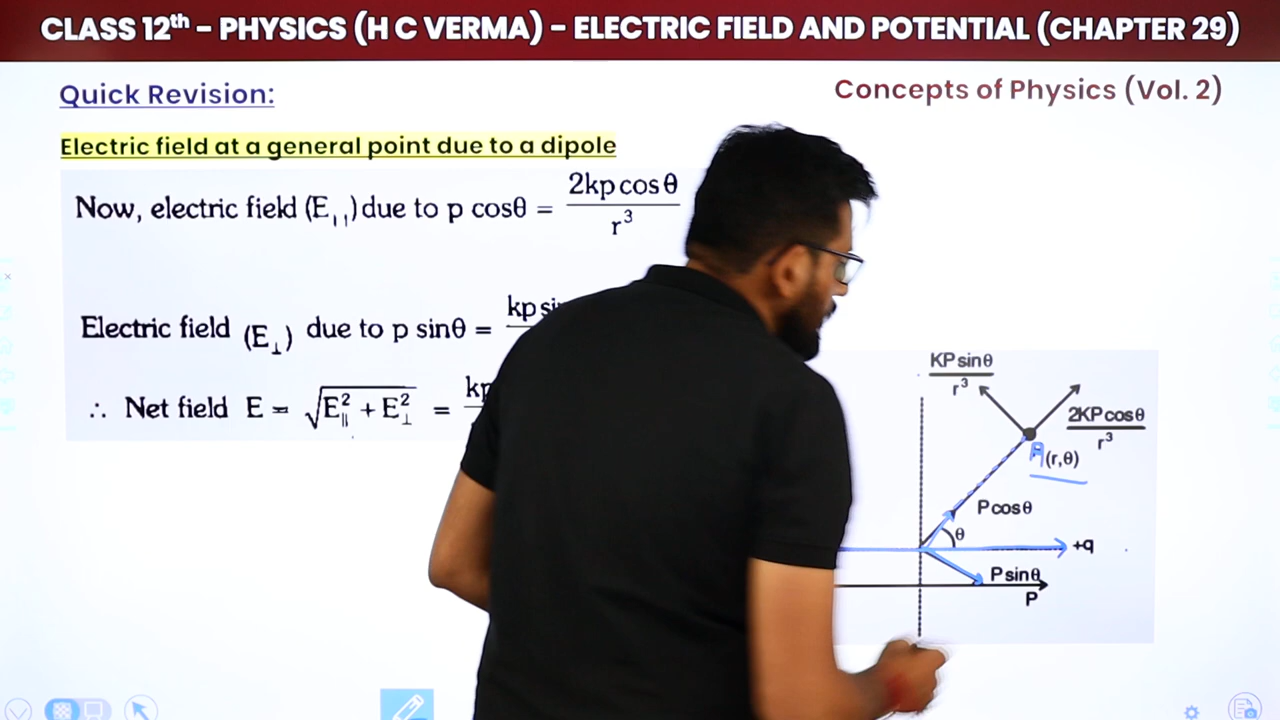 CLASS 12th – PHYSICS (H C VERMA) – ELECTRIC FIELD AND POTENTIAL (CHAPTER 29)
Quick Revision:
Concepts of Physics (Vol. 2)
Electric field at a general point due to a dipole
Now, electric field (E||) due to p cosθ = 2kp cosθ / r³
Electric field (E⊥) due to p sinθ =
∴ Net field E = √(E||² + E⊥²) =
KP sinθ / r³
2KP cosθ / r³
(r,θ)
P cosθ
θ
+q
P sinθ
P